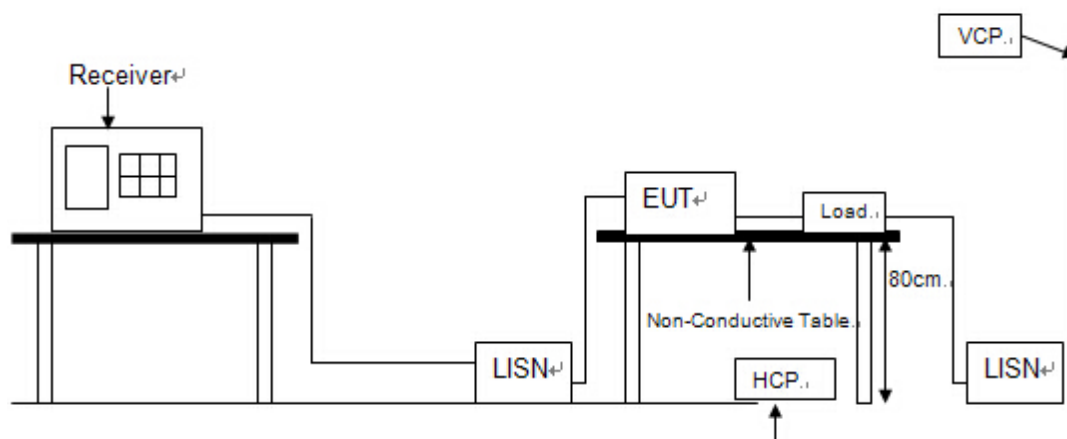 VCP.
Receiver↵
EUT↵
Load.
80cm.
Non-Conductive Table.
LISN↵
HCP.
LISN↵